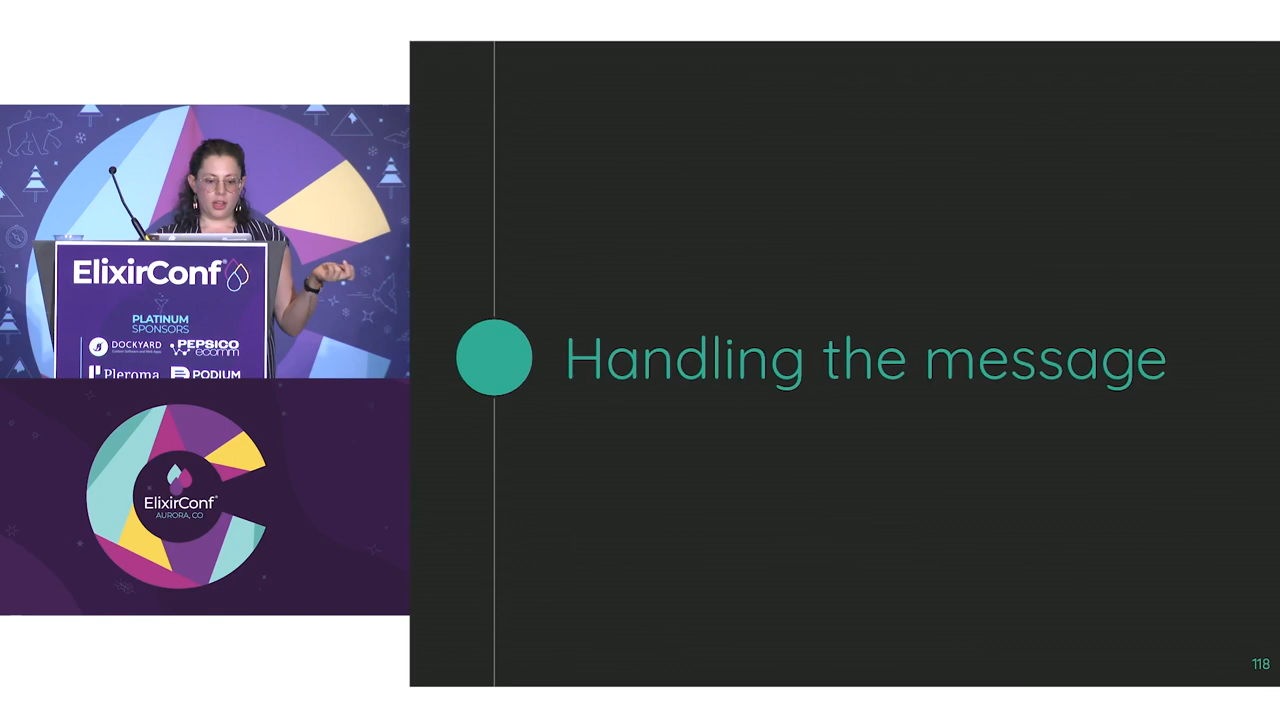 ElixirConf
PLATINUM
SPONSORS
DOCKYARD
PEPSICO
ecomm
Pleroma
PODIUM
ElixirConf
AURORA, CO
Handling the message
118